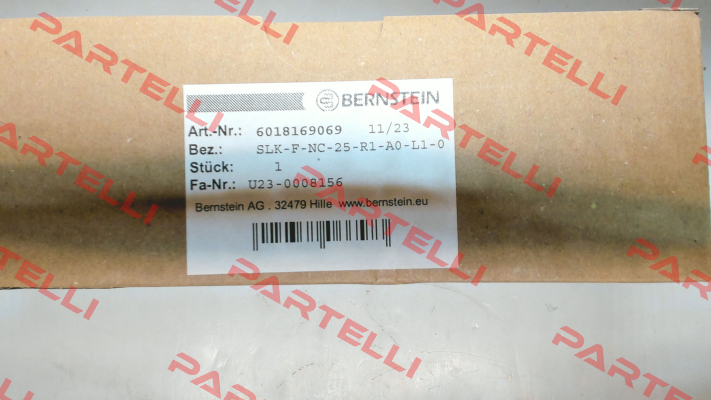 BERNSTEIN
Art.-Nr.: 6018169069 11/23
Bez.: SLK-F-NC-25-R1-A0-L1-0
Stück: 1
Fa-Nr.: U23-0008156
Bernstein AG . 32479 Hille www.bernstein.eu
PARTELLI
PARTELLI
PARTELLI
PARTELLI
PARTELLI
PARTELLI
PARTELLI